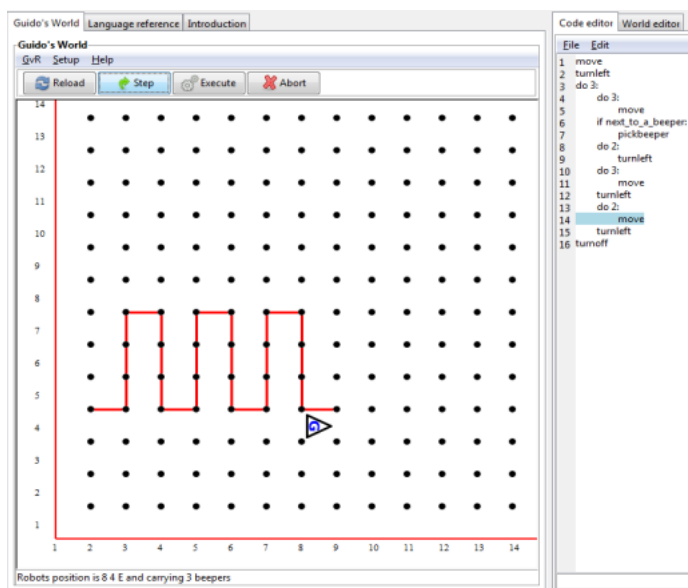 Guido's World Language reference Introduction
Guido's World
GvR Setup Help
Reload Step Execute Abort
14
13
12
11
10
9
8
7
6
5
4
3
2
1
1 2 3 4 5 6 7 8 9 10 11 12 13 14
G
Robots position is 8 4 E and carrying 3 beepers
Code editor World editor
File Edit
1 move
2 turnleft
3 do 3:
4 do 3:
5 move
6 if next_to_a_beeper:
7 pickbeeper
8 do 2:
9 turnleft
10 do 3:
11 move
12 turnleft
13 do 2:
14 move
15 turnleft
16 turnoff